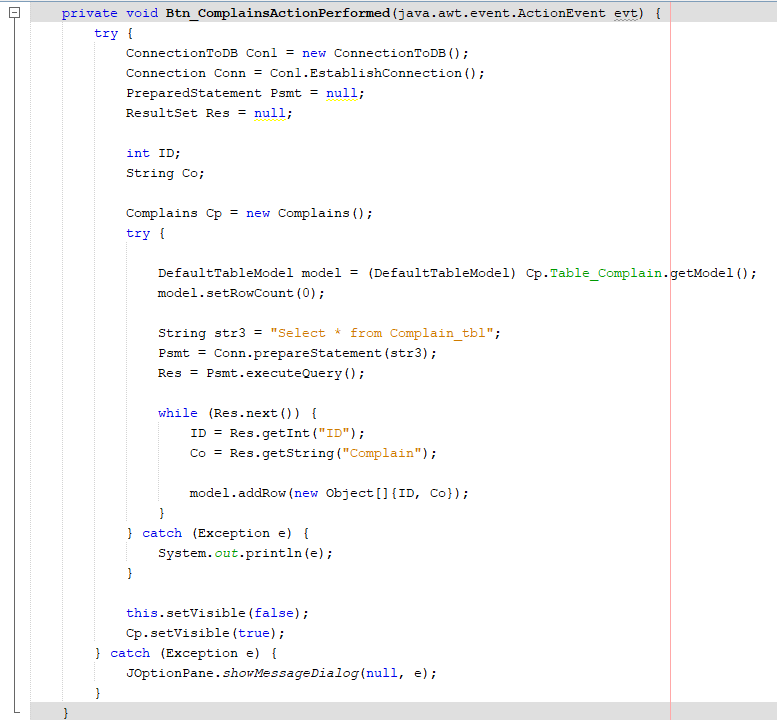 private void Btn_ComplainsActionPerformed(java.awt.event.ActionEvent evt) {
try {
ConnectionToDB Con1 = new ConnectionToDB();
Connection Conn = Con1.EstablishConnection();
PreparedStatement Psmt = null;
ResultSet Res = null;
int ID;
String Co;
Complains Cp = new Complains();
try {
DefaultTableModel model = (DefaultTableModel) Cp.Table_Complain.getModel();
model.setRowCount(0);
String str3 = "Select * from Complain_tbl";
Psmt = Conn.prepareStatement(str3);
Res = Psmt.executeQuery();
while (Res.next()) {
ID = Res.getInt("ID");
Co = Res.getString("Complain");
model.addRow(new Object[]{ID, Co});
}
} catch (Exception e) {
System.out.println(e);
}
this.setVisible(false);
Cp.setVisible(true);
} catch (Exception e) {
JOptionPane.showMessageDialog(null, e);
}
}